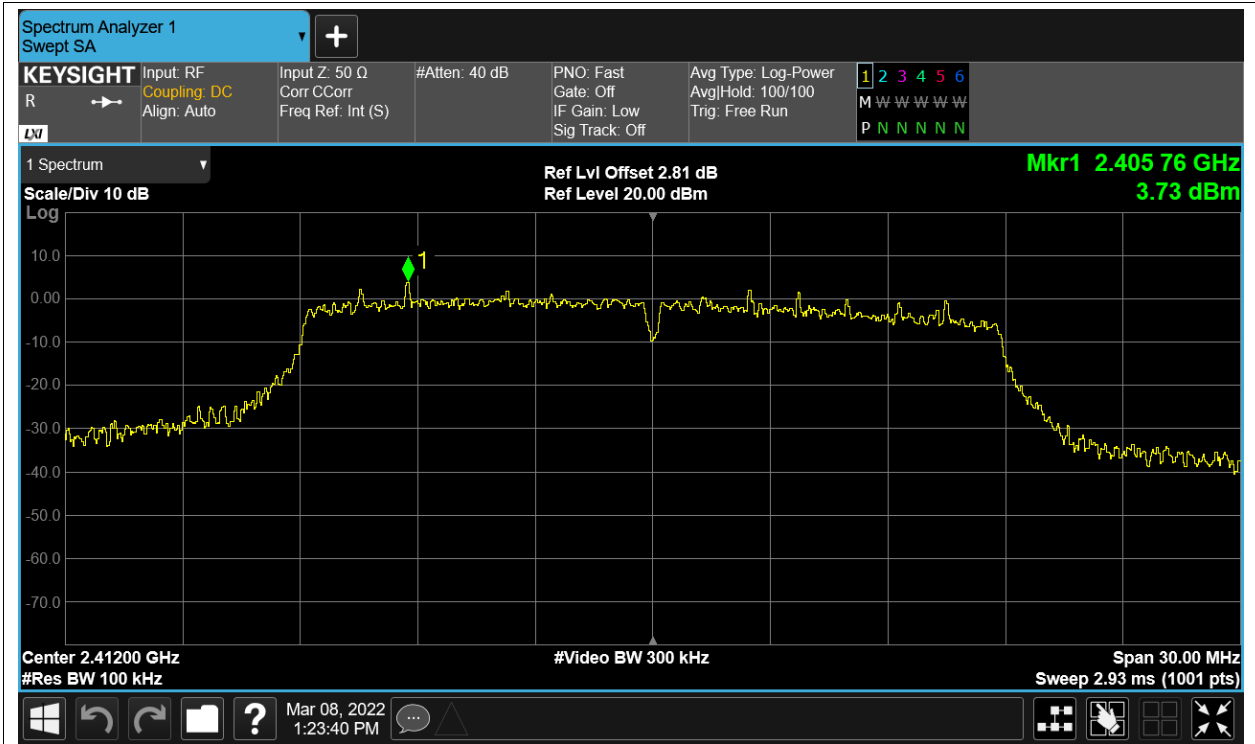 Spectrum Analyzer 1
Swept SA
KEYSIGHT
R
LXI
Input: RF
Coupling: DC
Align: Auto
Input Z: 50 Ω
Corr CCorr
Freq Ref: Int (S)
#Atten: 40 dB
PNO: Fast
Gate: Off
IF Gain: Low
Sig Track: Off
Avg Type: Log-Power
Avg|Hold: 100/100
Trig: Free Run
1 2 3 4 5 6
M W W W W W
P N N N N N
1 Spectrum
Scale/Div 10 dB
Log
Ref Lvl Offset 2.81 dB
Ref Level 20.00 dBm
Mkr1 2.405 76 GHz
3.73 dBm
1
10.0
0.00
-10.0
-20.0
-30.0
-40.0
-50.0
-60.0
-70.0
Center 2.41200 GHz
#Res BW 100 kHz
#Video BW 300 kHz
Span 30.00 MHz
Sweep 2.93 ms (1001 pts)
?
Mar 08, 2022
1:23:40 PM